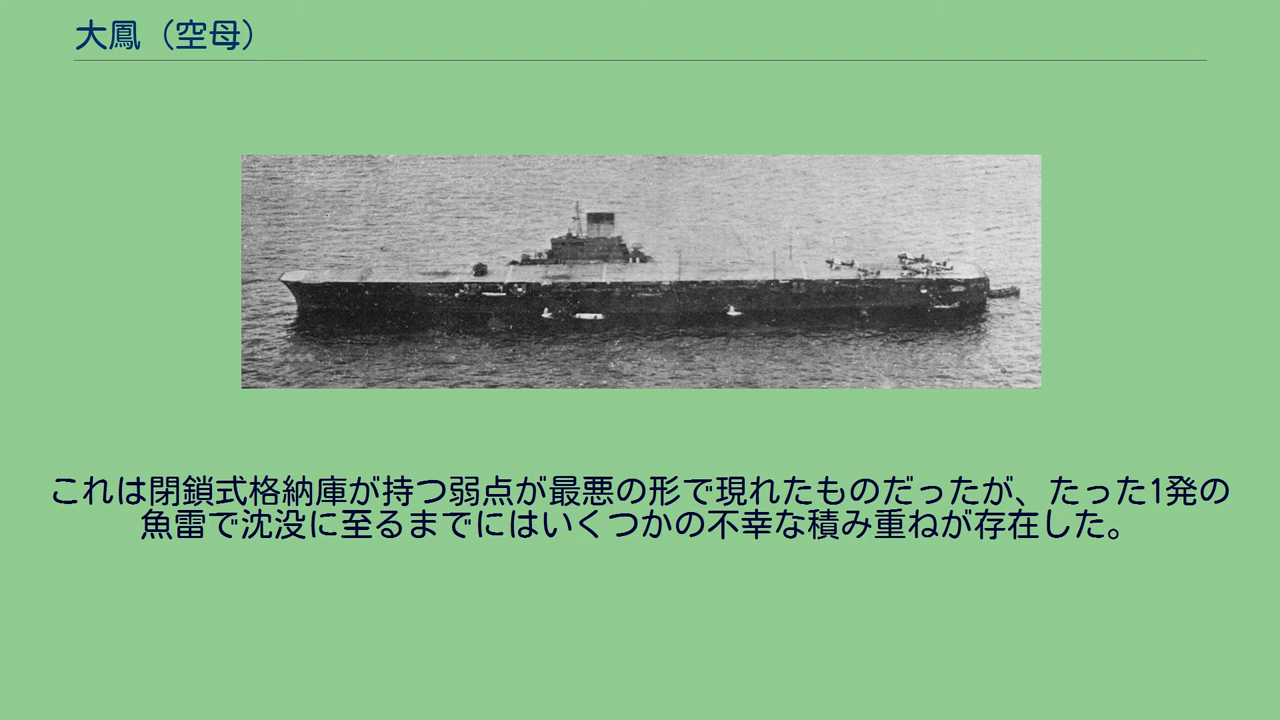 大鳳（空母）
これは閉鎖式格納庫が持つ弱点が最悪の形で現れたものだったが、たった1発の
魚雷で沈没に至るまでにはいくつかの不幸な積み重ねが存在した。